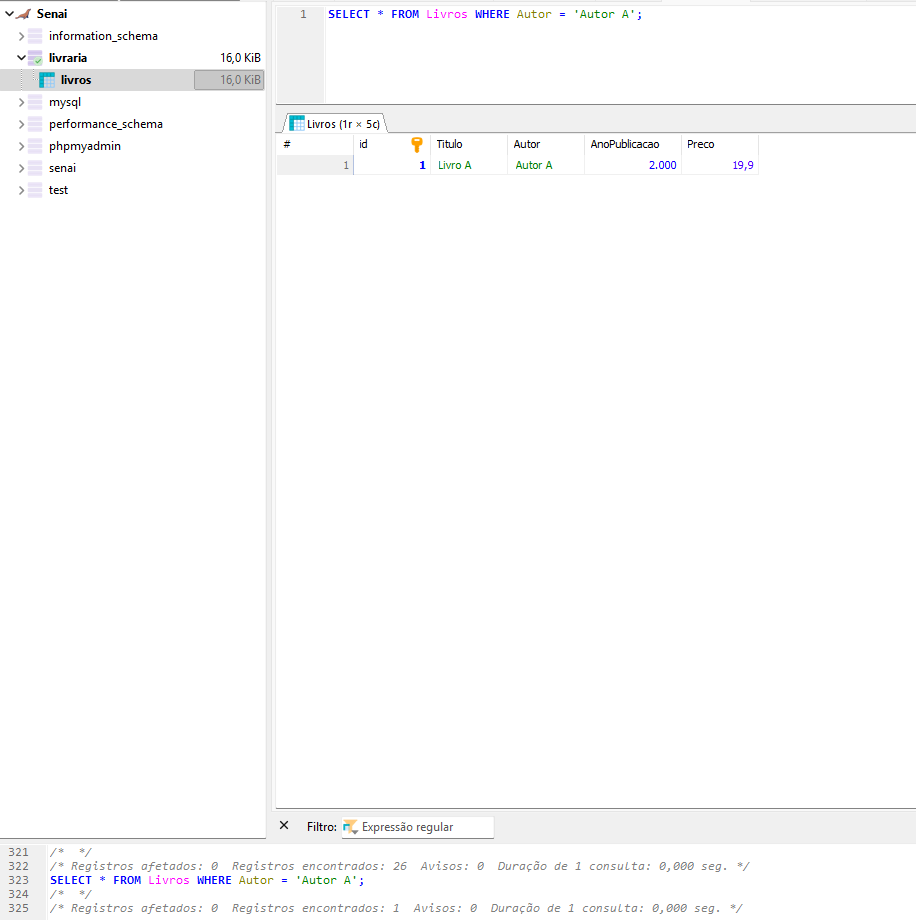 Senai
information_schema
livraria 16,0 KiB
livros 16,0 KiB
mysql
performance_schema
phpmyadmin
senai
test
1 SELECT * FROM Livros WHERE Autor = 'Autor A';
Livros (1r × 5c)
# id Titulo Autor AnoPublicacao Preco
1 1 Livro A Autor A 2.000 19,9
× Filtro: Expressão regular
321 /* */
322 /* Registros afetados: 0 Registros encontrados: 26 Avisos: 0 Duração de 1 consulta: 0,000 seg. */
323 SELECT * FROM Livros WHERE Autor = 'Autor A';
324 /* */
325 /* Registros afetados: 0 Registros encontrados: 1 Avisos: 0 Duração de 1 consulta: 0,000 seg. */